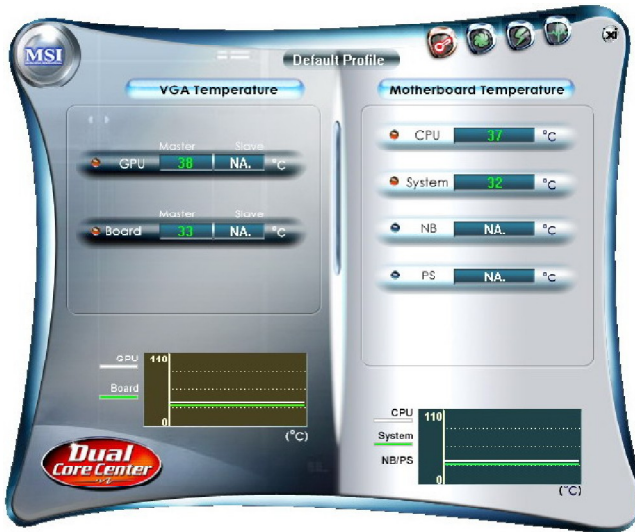 MSI
Default Profile
VGA Temperature
Master Slave
GPU 38 NA. °C
Master Slave
Board 33 NA. °C
GPU
Board
110
0
(°C)
Dual
Core Center
Motherboard Temperature
CPU 37 °C
System 32 °C
NB NA. °C
PS NA. °C
CPU
System
NB/PS
110
0
(°C)